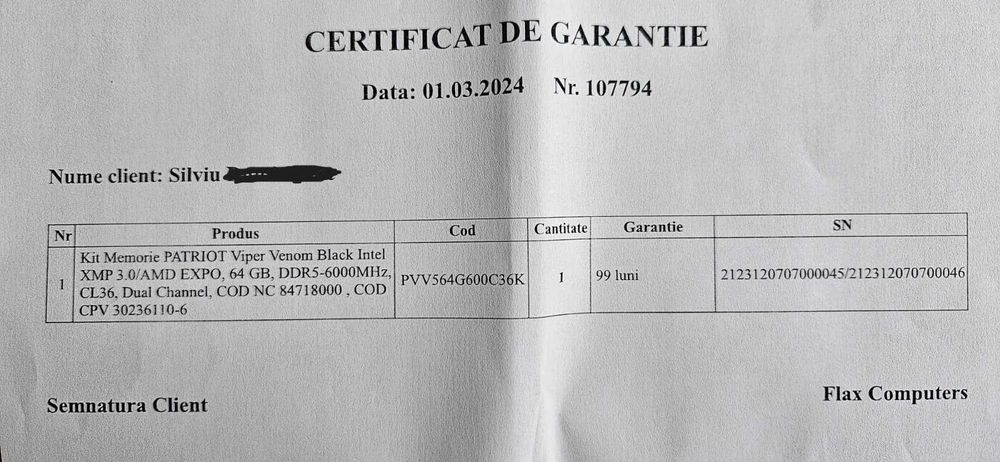 CERTIFICAT DE GARANTIE
Data: 01.03.2024 Nr. 107794
Nume client: Silviu
Nr Produs Cod Cantitate Garantie SN
1 Kit Memorie PATRIOT Viper Venom Black Intel
XMP 3.0/AMD EXPO, 64 GB, DDR5-6000MHz,
CL36, Dual Channel, COD NC 84718000 , COD
CPV 30236110-6
PVV564G600C36K 1 99 luni 2123120707000045/212312070700046
Semnatura Client Flax Computers